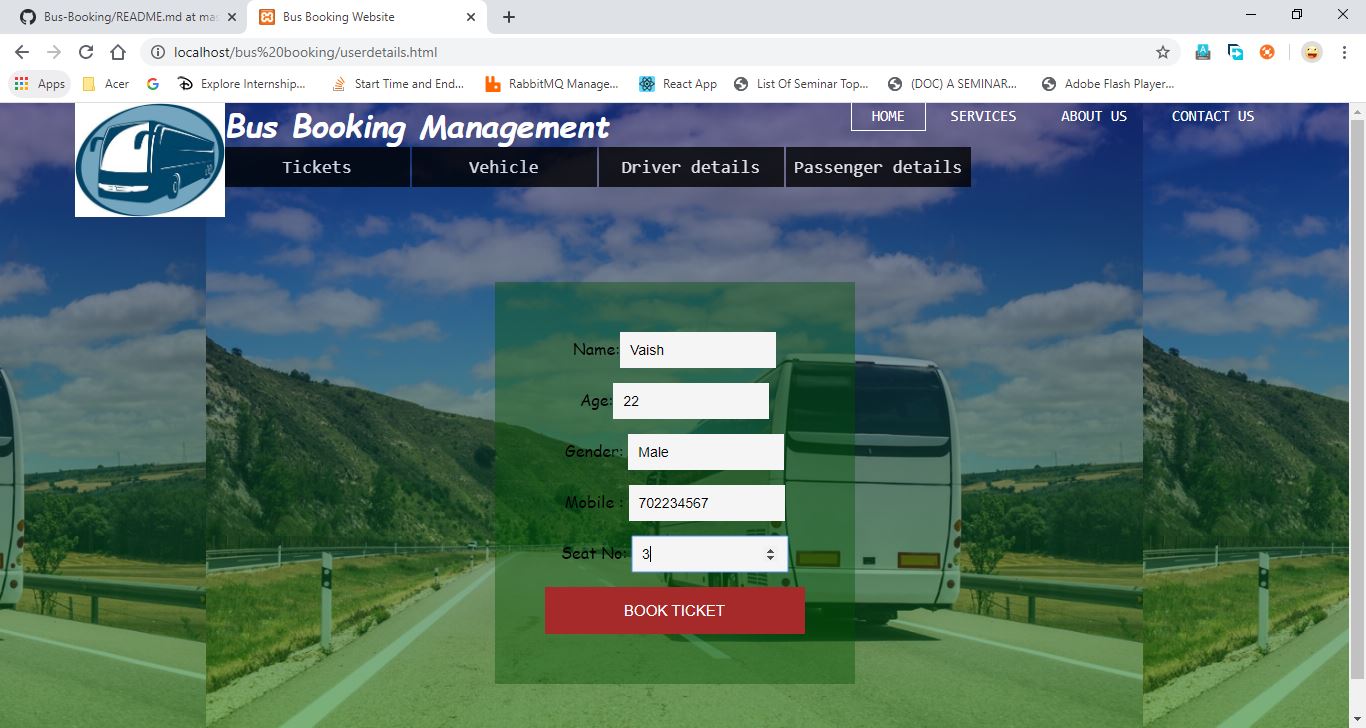 Bus-Booking/README.md at mas
Bus Booking Website
localhost/bus%20booking/userdetails.html
Apps
Acer
Explore Internship...
Start Time and End...
RabbitMQ Manage...
React App
List Of Seminar Top...
(DOC) A SEMINAR...
Adobe Flash Player...
Bus Booking Management
HOME
SERVICES
ABOUT US
CONTACT US
Tickets
Vehicle
Driver details
Passenger details
Name: Vaish
Age: 22
Gender: Male
Mobile : 702234567
Seat No: 3
BOOK TICKET